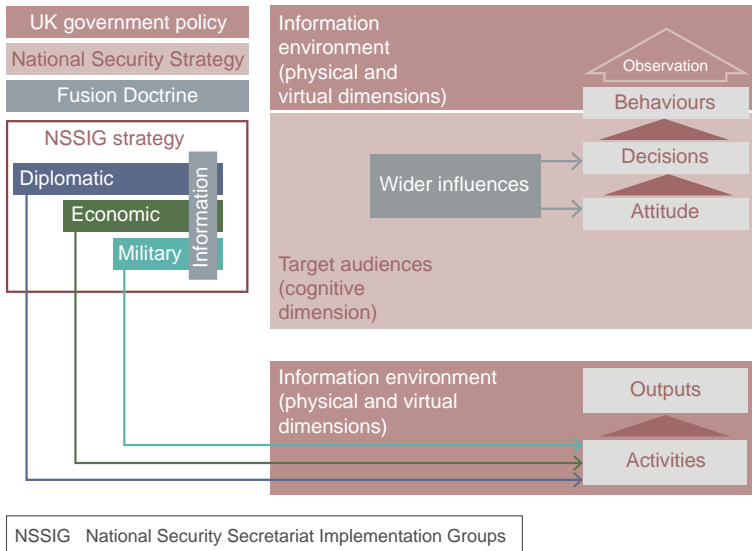 UK government policy
National Security Strategy
Fusion Doctrine
NSSIG strategy
Diplomatic
Economic
Military
Information
Information
environment
(physical and
virtual dimensions)
Observation
Behaviours
Decisions
Attitude
Wider influences
Target audiences
(cognitive
dimension)
Information environment
(physical and virtual
dimensions)
Outputs
Activities
NSSIG National Security Secretariat Implementation Groups